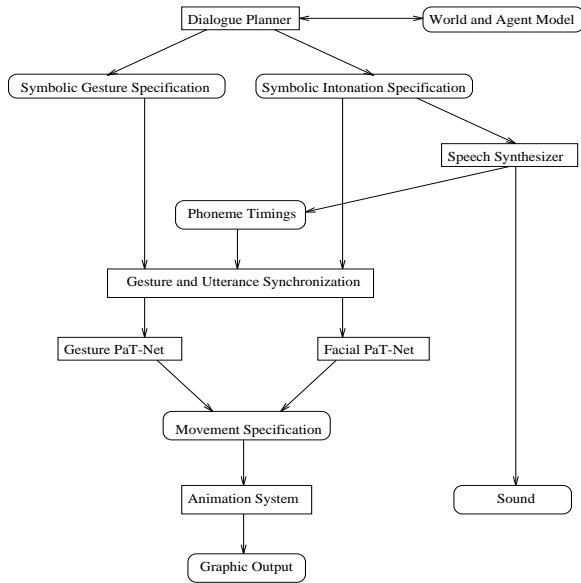 Dialogue Planner
World and Agent Model
Symbolic Gesture Specification
Symbolic Intonation Specification
Speech Synthesizer
Phoneme Timings
Gesture and Utterance Synchronization
Gesture PaT-Net
Facial PaT-Net
Movement Specification
Animation System
Sound
Graphic Output